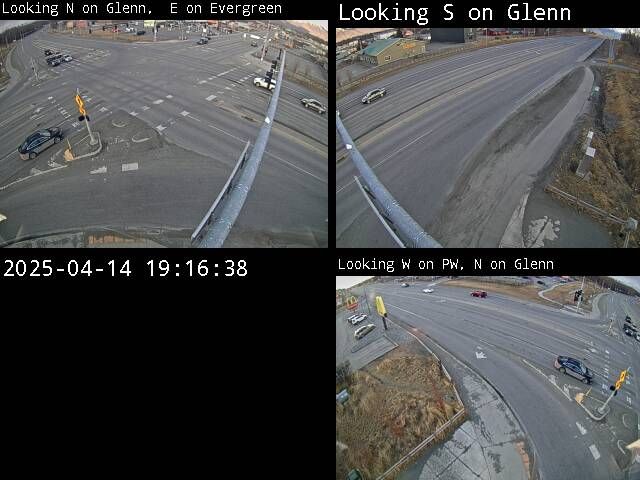 Looking N on Glenn,  E on Evergreen
Looking S on Glenn
2025-04-14 19:16:38
Looking W on PW, N on Glenn